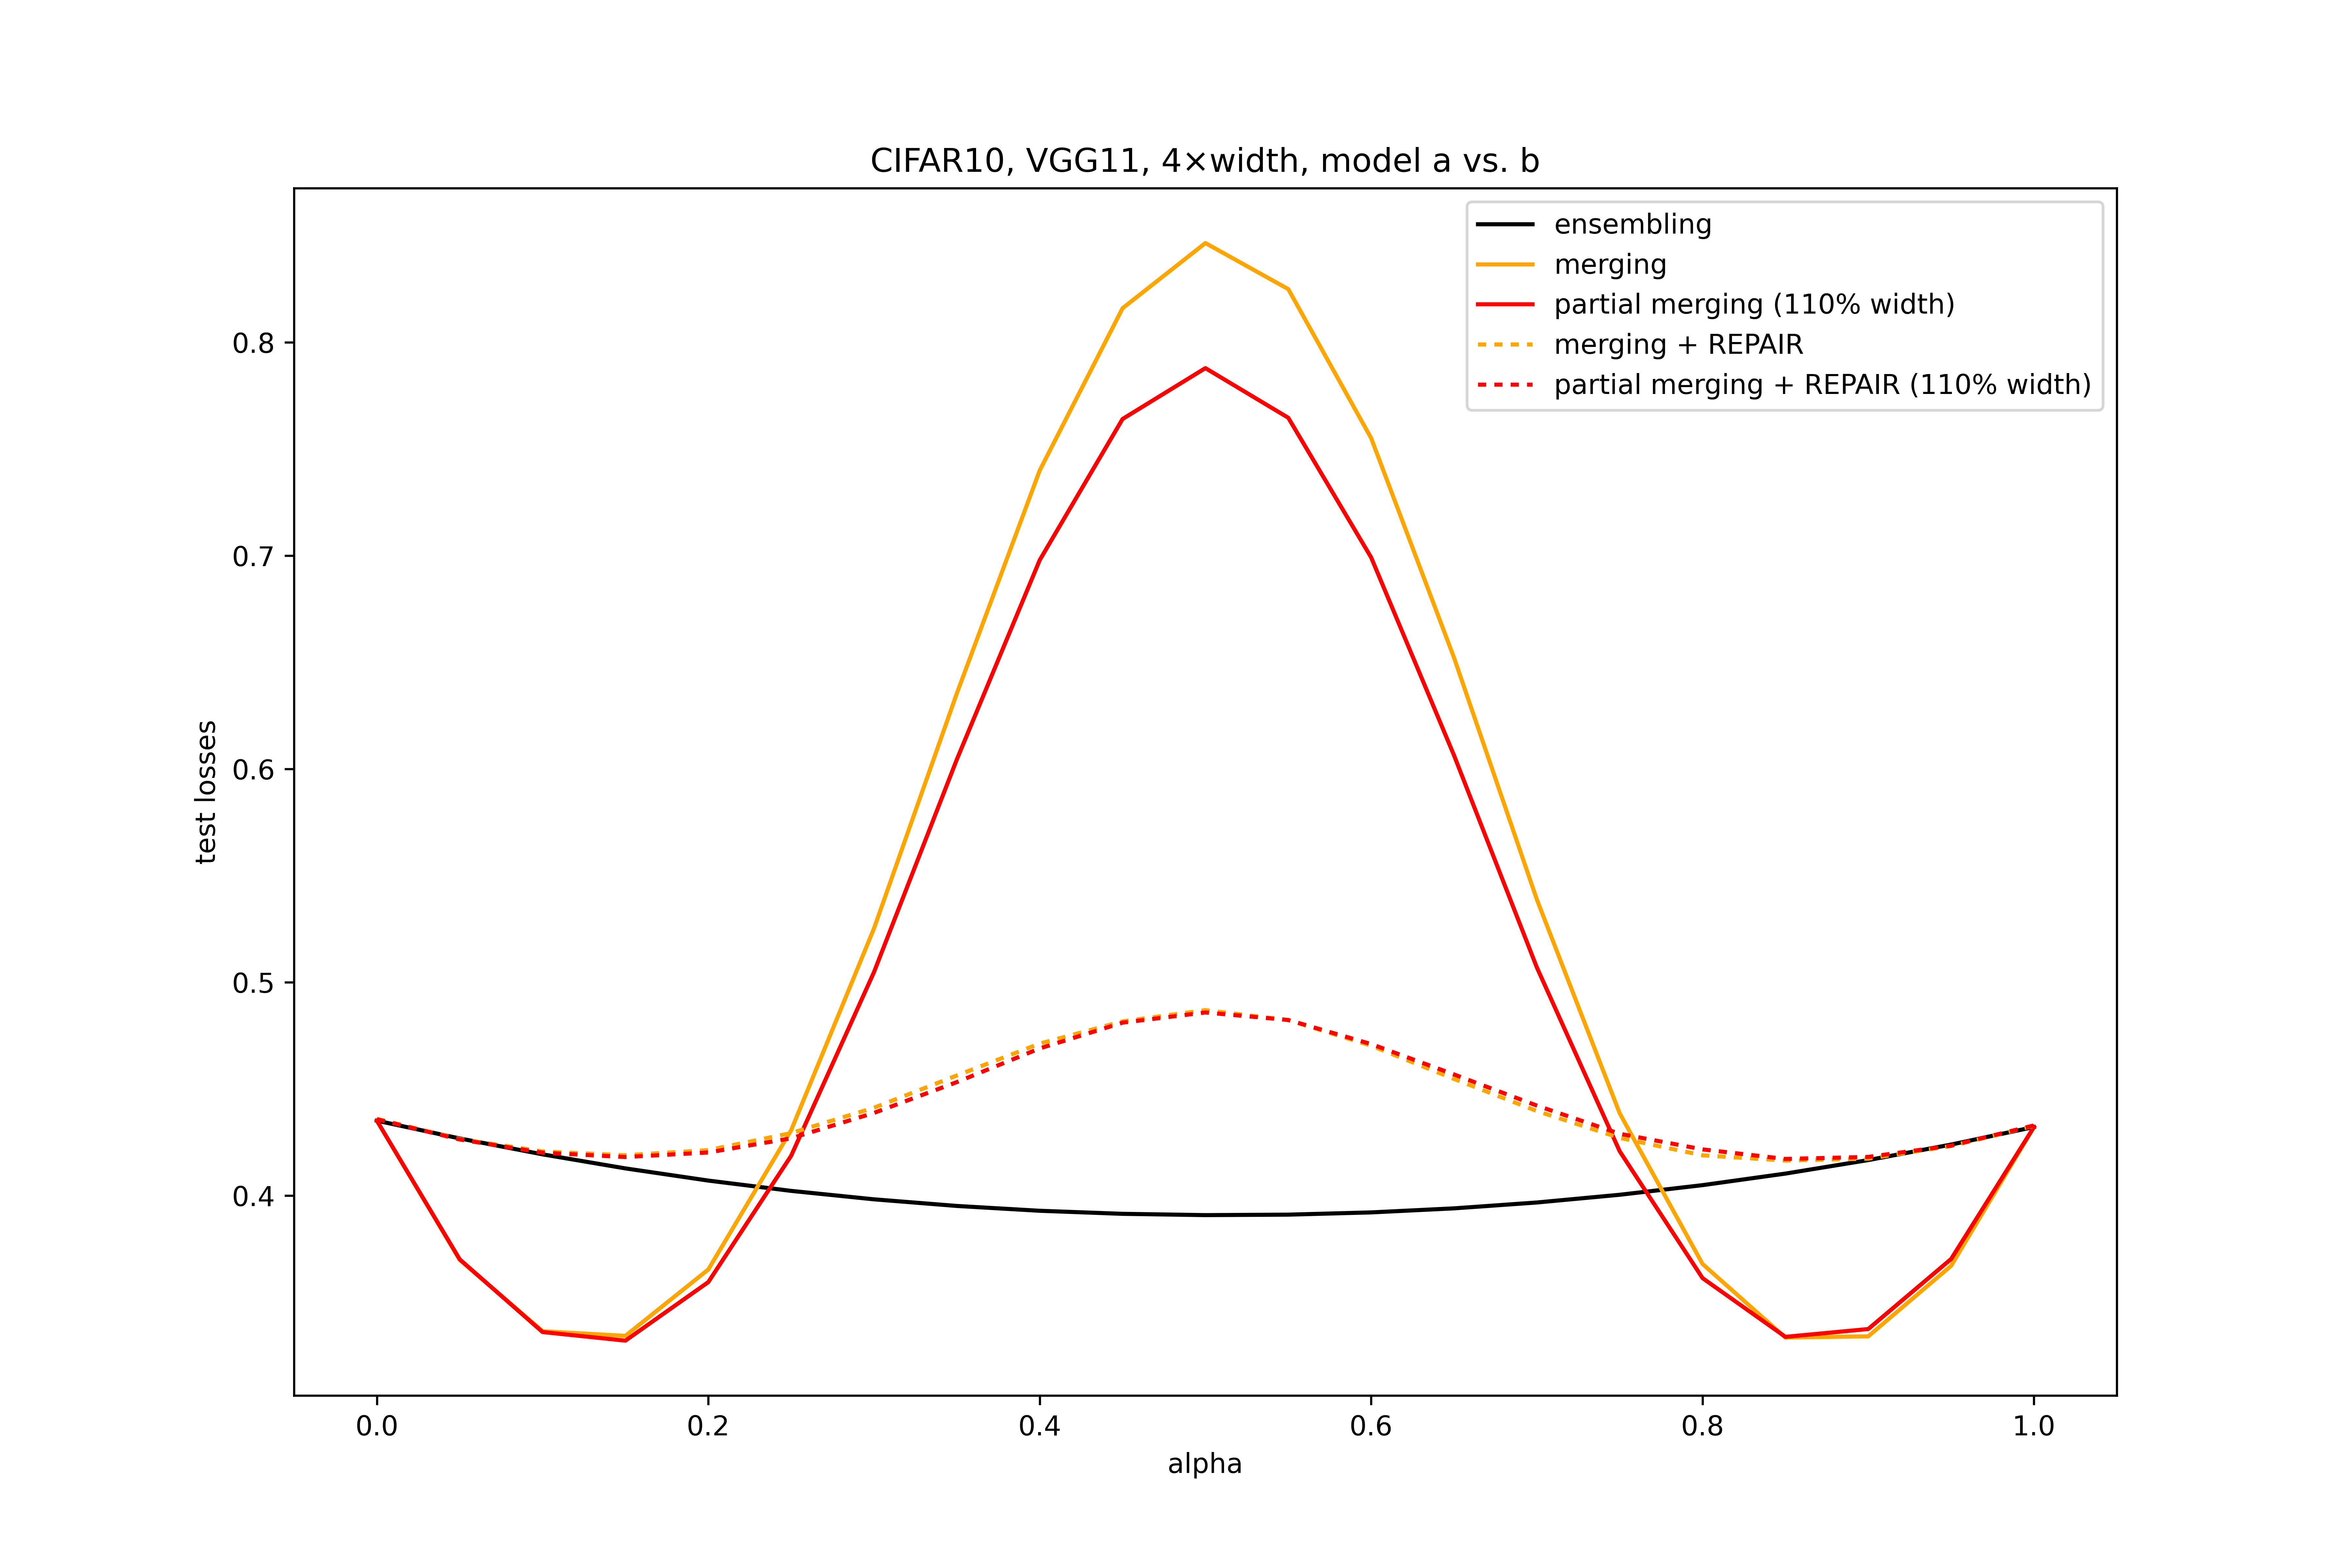 CIFAR10, VGG11, 4×width, model a vs. b
ensembling
merging
partial merging (110% width)
merging + REPAIR
partial merging + REPAIR (110% width)
test losses
0.8
0.7
0.6
0.5
0.4
0.0 0.2 0.4 0.6 0.8 1.0
alpha